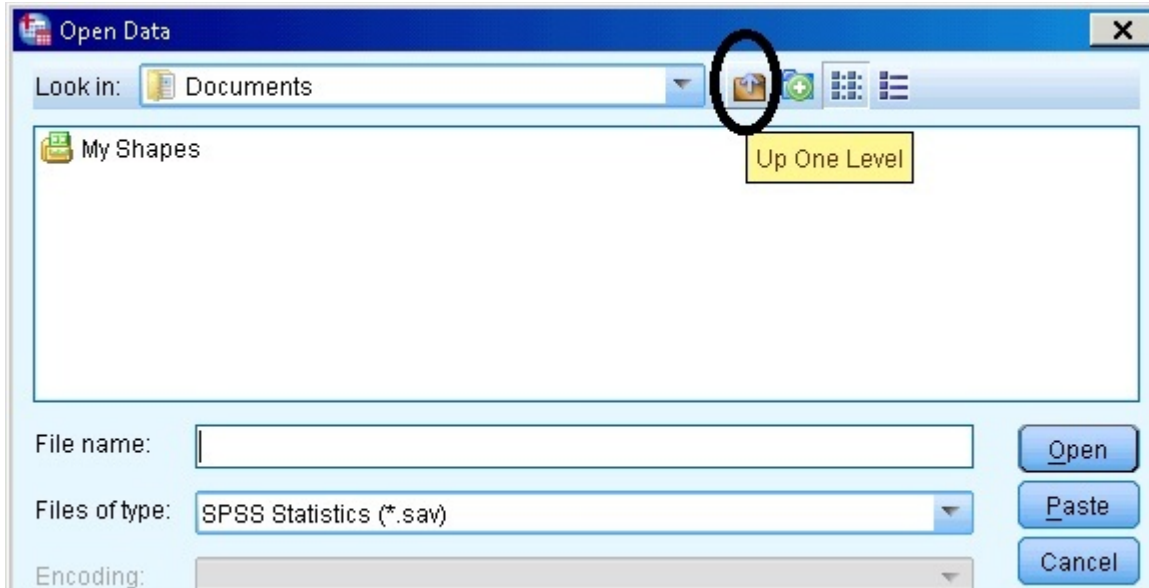 Open Data
Look in: Documents
My Shapes
Up One Level
File name:
Open
Files of type: SPSS Statistics (*.sav)
Paste
Encoding:
Cancel